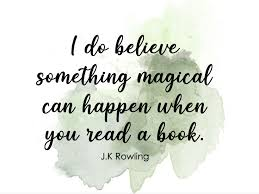 I do believe
something magical
can happen when
you read a book.
J.K Rowling